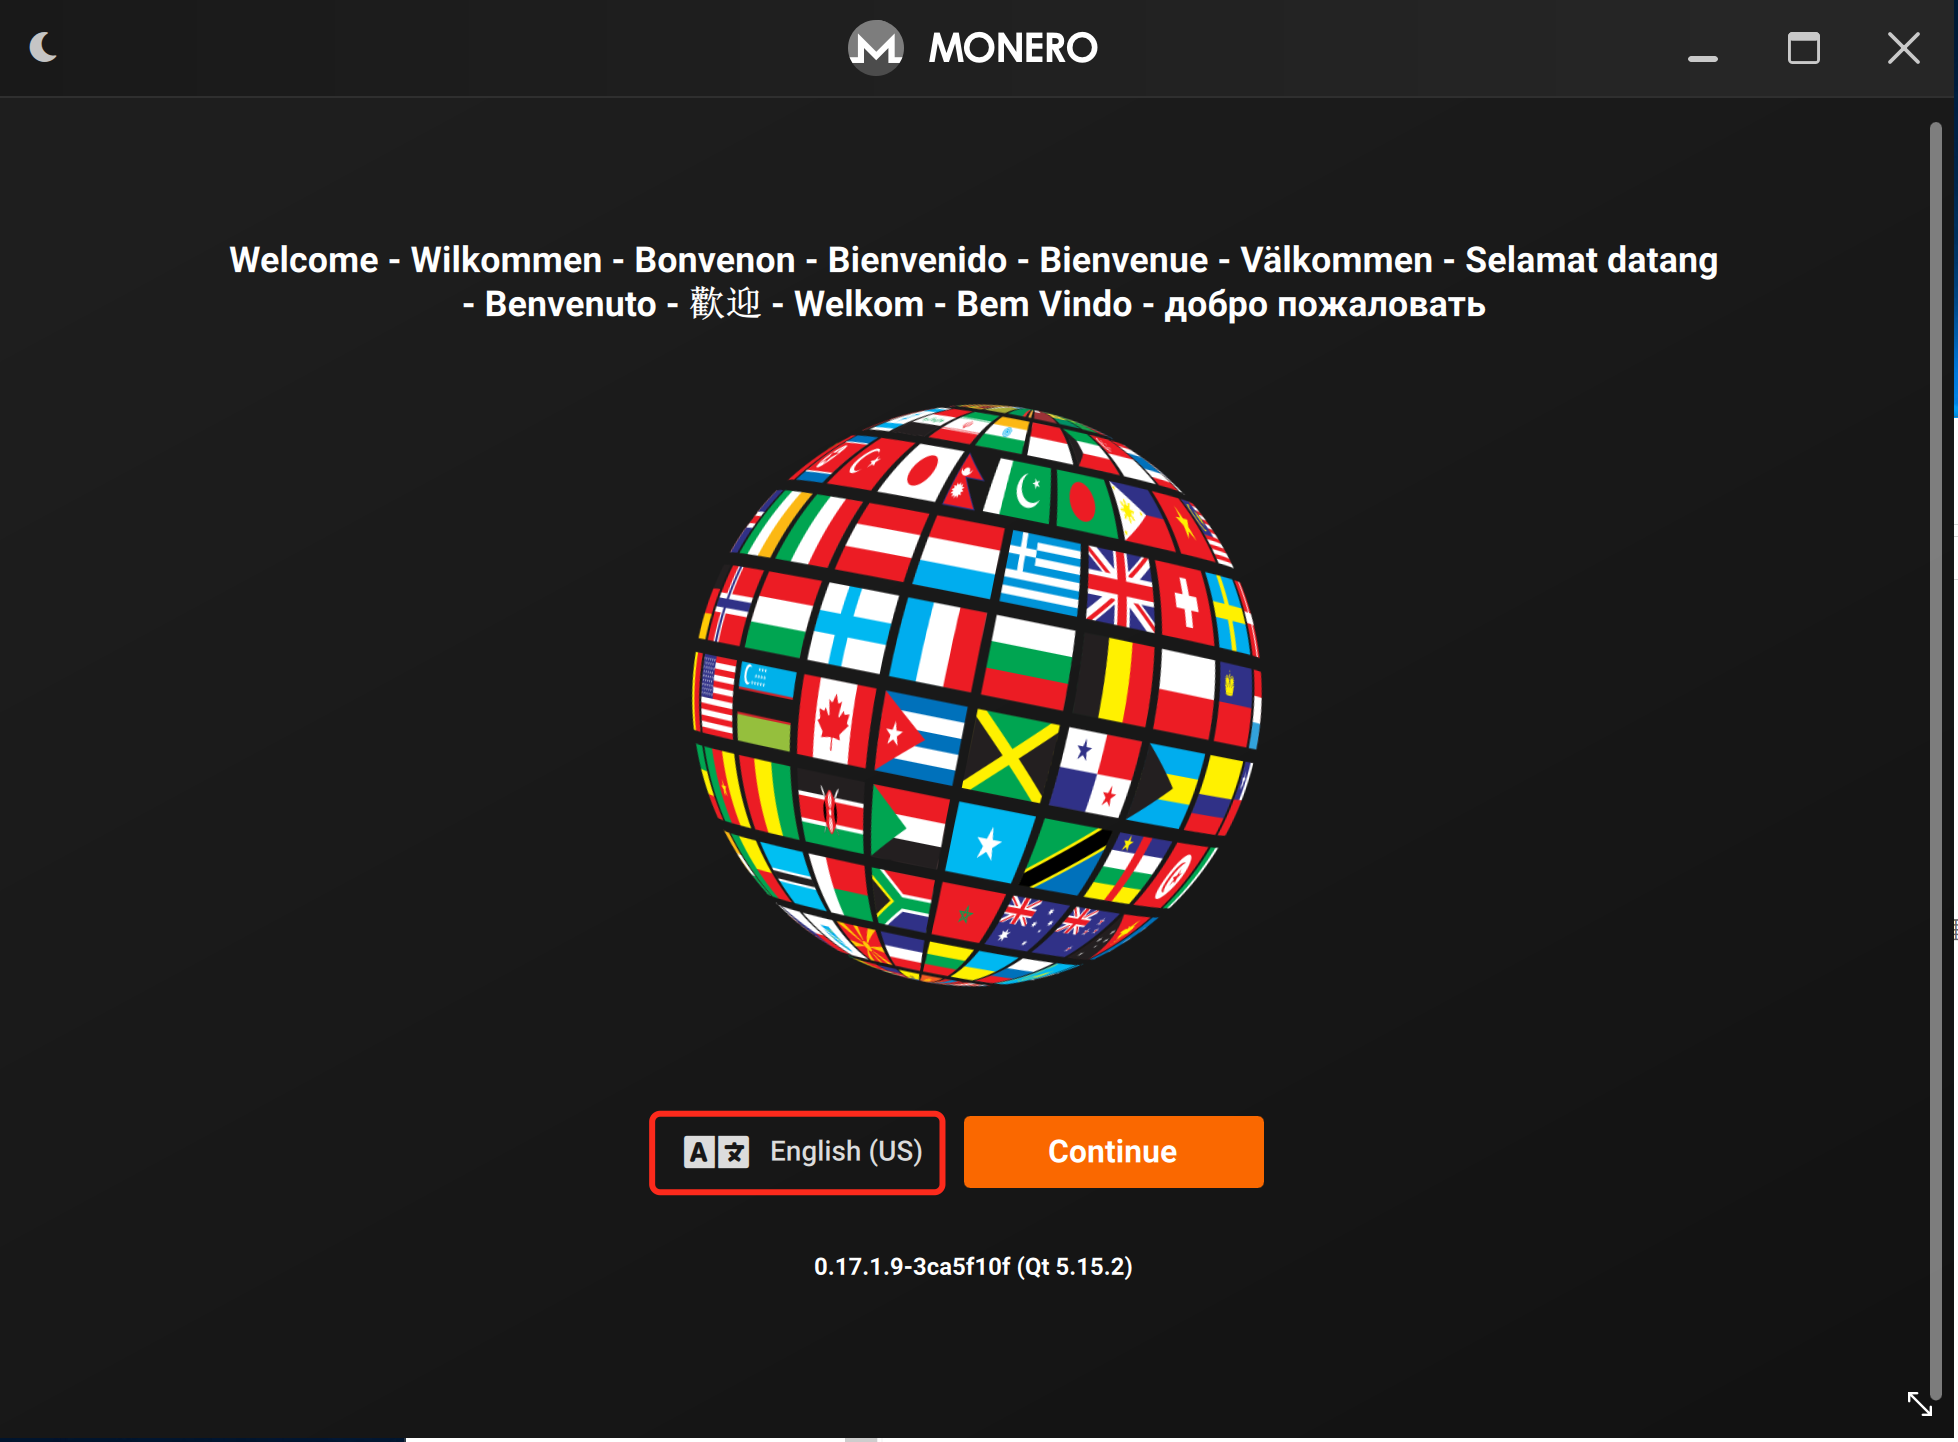 MONERO
Welcome - Wilkommen - Bonvenon - Bienvenido - Bienvenue - Välkommen - Selamat datang
- Benvenuto - 歡迎 - Welkom - Bem Vindo - добро пожаловать
A 文 English (US)
Continue
0.17.1.9-3ca5f10f (Qt 5.15.2)